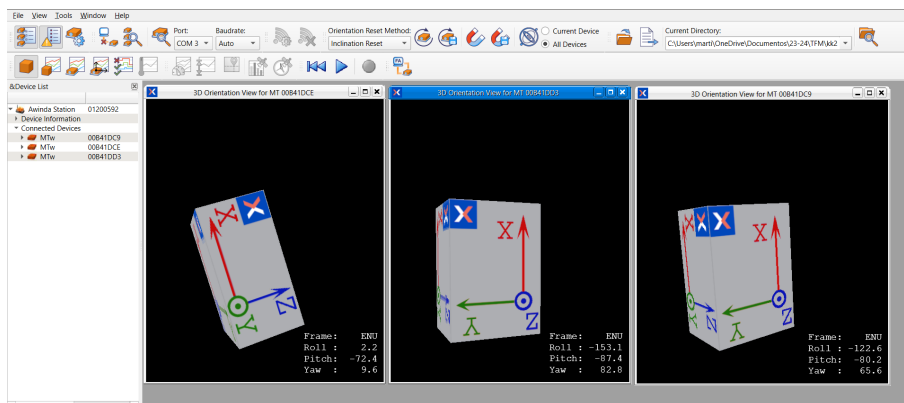 File View Tools Window Help
Port: Baudrate: Orientation Reset Method: Current Device Current Directory:
COM 3 Auto Inclination Reset All Devices C:\Users\marti\OneDrive\Documentos\23-24\TFM\kk2
&Device List
Awinda Station 01200592
Device Information
Connected Devices
MTw 00B41DC9
MTw 00B41DCE
MTw 00B41DD3
3D Orientation View for MT 00B41DCE
X
Z
Y
Y
Frame: ENU
Roll : 2.2
Pitch: -72.4
Yaw : 9.6
3D Orientation View for MT 00B41DD3
X
Y
Z
Frame: ENU
Roll : -153.1
Pitch: -87.4
Yaw : 82.8
3D Orientation View for MT 00B41DC9
X
Z
Y
Z
Frame: ENU
Roll : -122.6
Pitch: -80.2
Yaw : 65.6